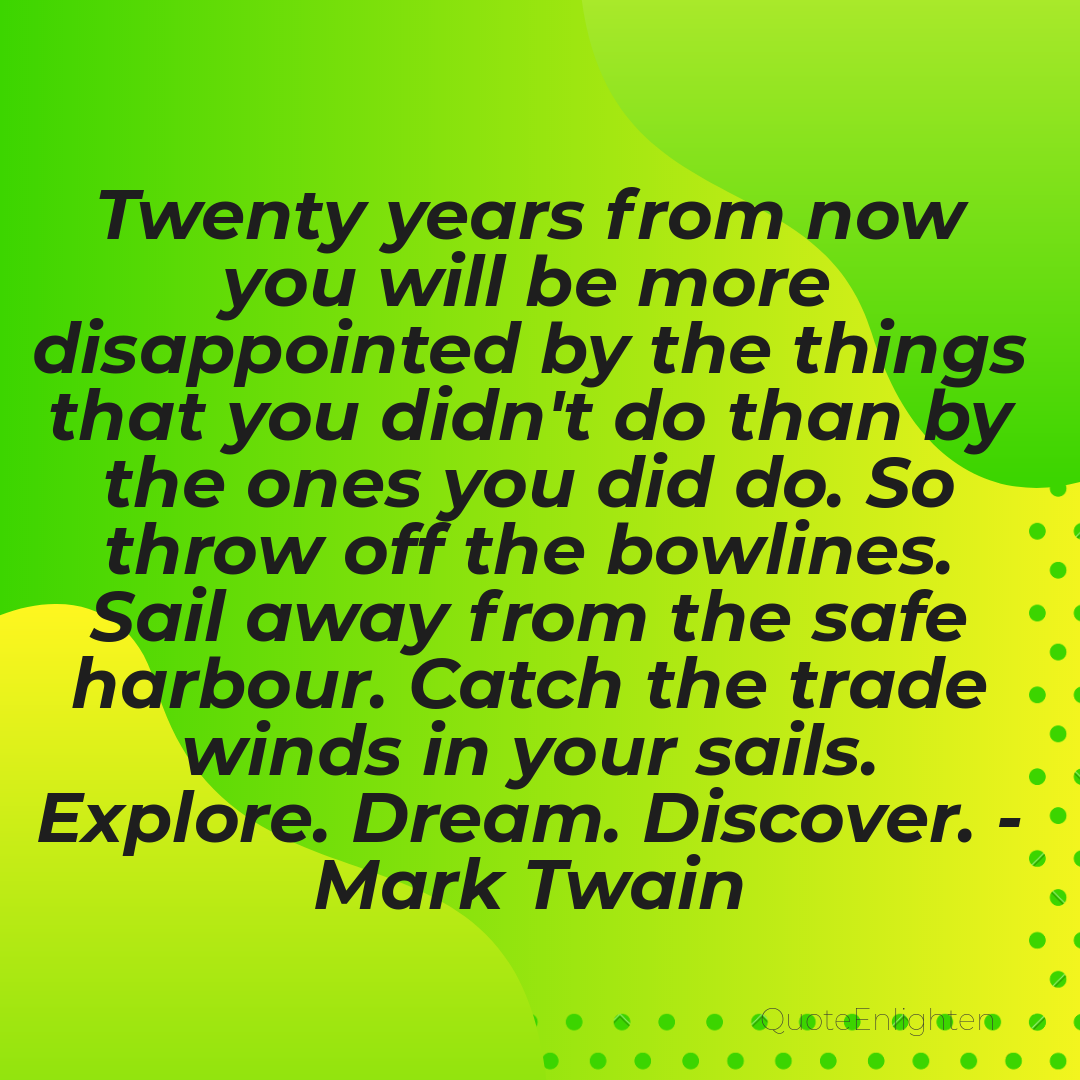 Twenty years from now
you will be more
disappointed by the things
that you didn't do than by
the ones you did do. So
throw off the bowlines.
Sail away from the safe
harbour. Catch the trade
winds in your sails.
Explore. Dream. Discover. -
Mark Twain
QuoteEnlighten